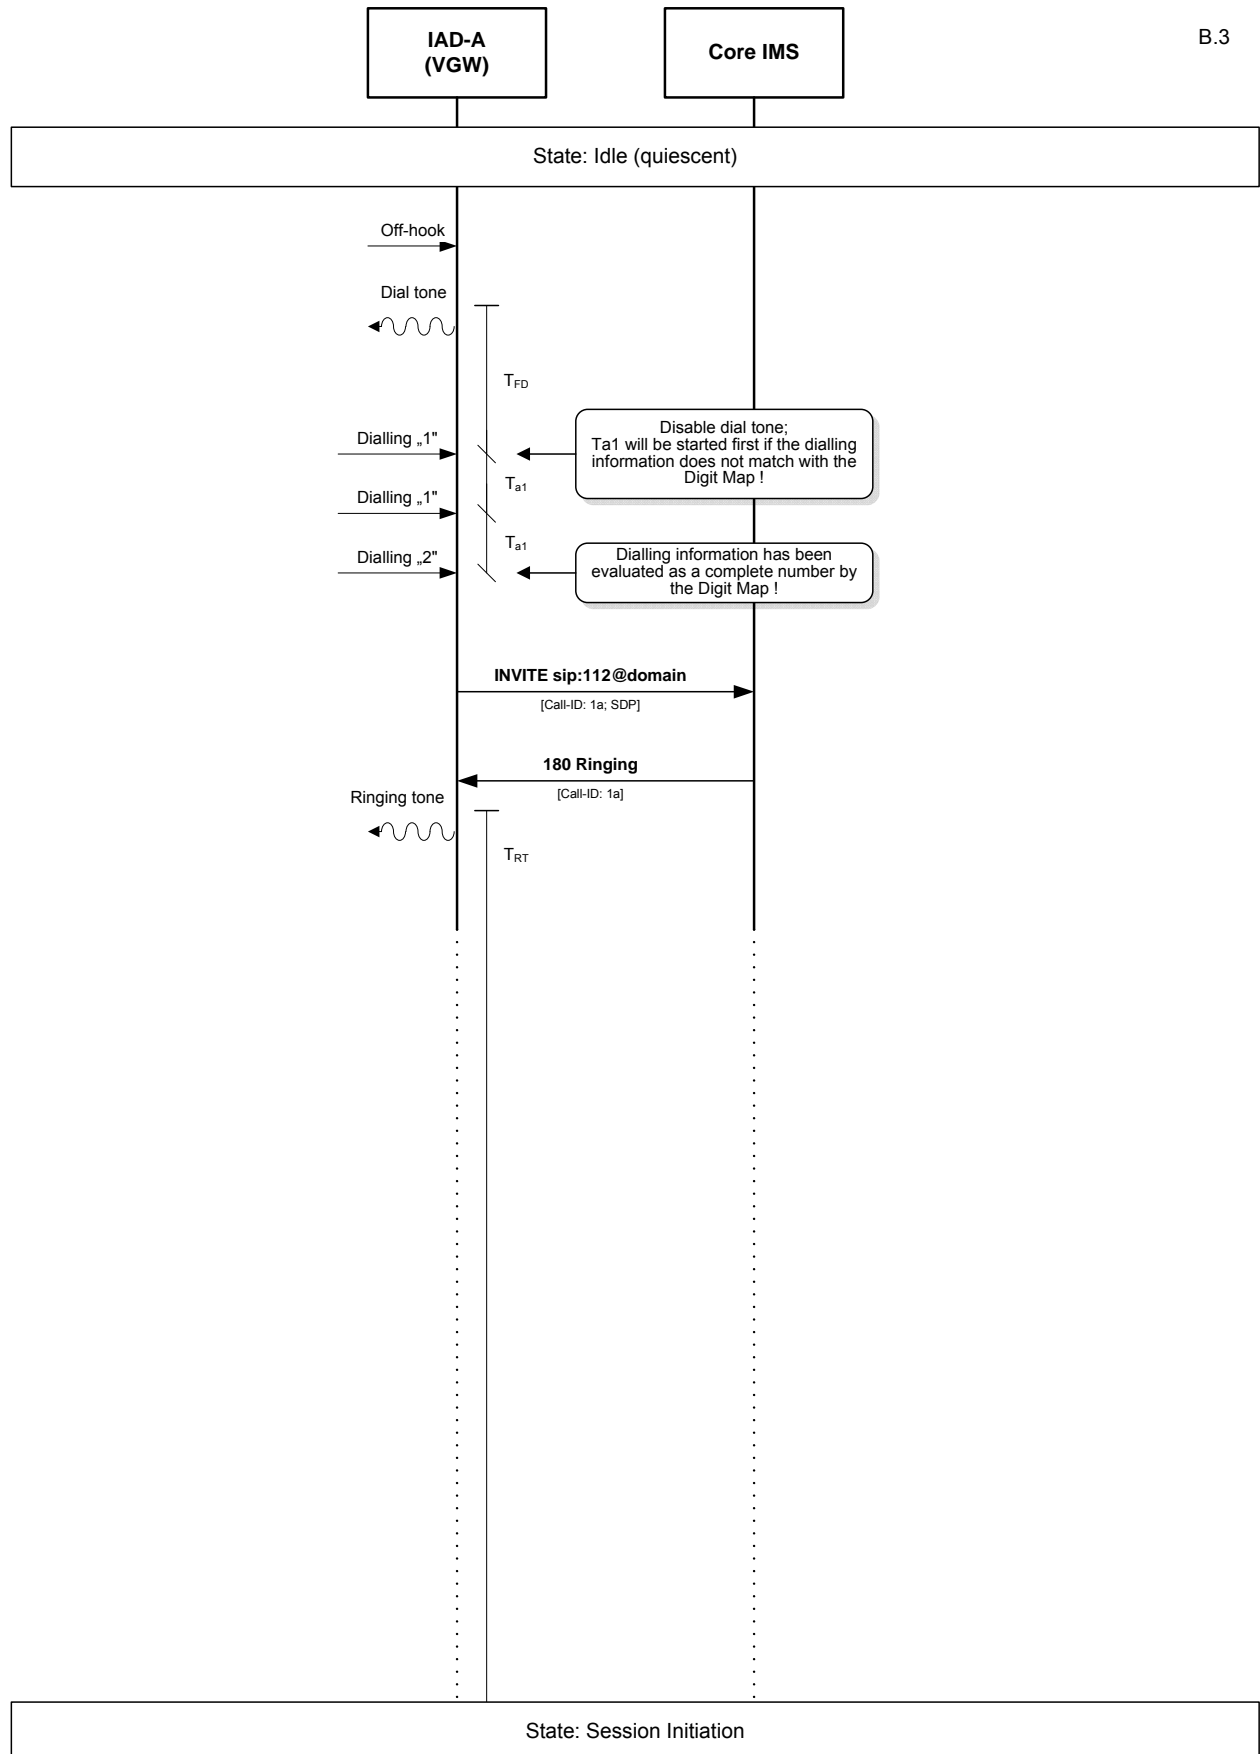 IAD-A
(VGW)
Core IMS
B.3
State: Idle (quiescent)
Off-hook
Dial tone
TFD
Dialling „1"
Disable dial tone;
Ta1 will be started first if the dialling
information does not match with the
Digit Map !
Ta1
Dialling „1"
Ta1
Dialling „2"
Dialling information has been
evaluated as a complete number by
the Digit Map !
INVITE sip:112@domain
[Call-ID: 1a; SDP]
180 Ringing
[Call-ID: 1a]
Ringing tone
TRT
State: Session Initiation